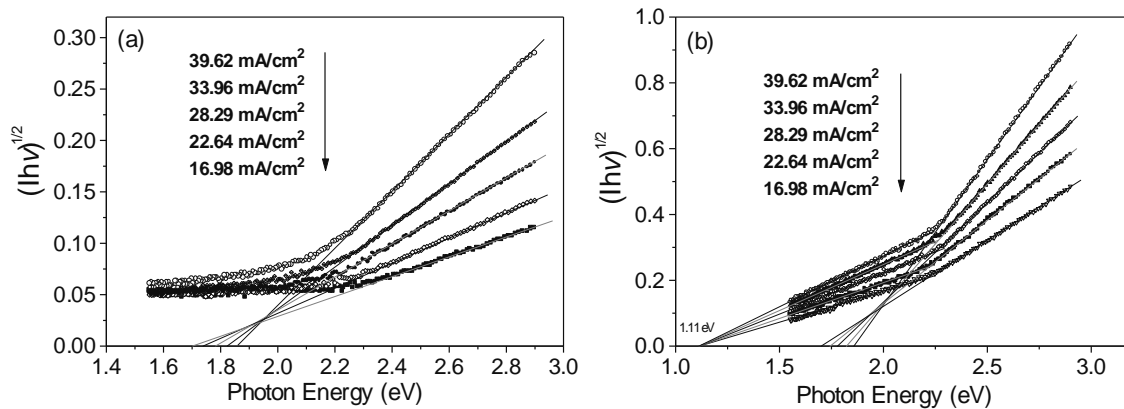 (a)
39.62 mA/cm²
33.96 mA/cm²
28.29 mA/cm²
22.64 mA/cm²
16.98 mA/cm²
(Ihν)^1/2
0.30
0.25
0.20
0.15
0.10
0.05
0.00
1.4 1.6 1.8 2.0 2.2 2.4 2.6 2.8 3.0
Photon Energy (eV)
(b)
39.62 mA/cm²
33.96 mA/cm²
28.29 mA/cm²
22.64 mA/cm²
16.98 mA/cm²
(Ihν)^1/2
1.0
0.8
0.6
0.4
0.2
0.0
1.11 eV
1.0 1.5 2.0 2.5 3.0
Photon Energy (eV)